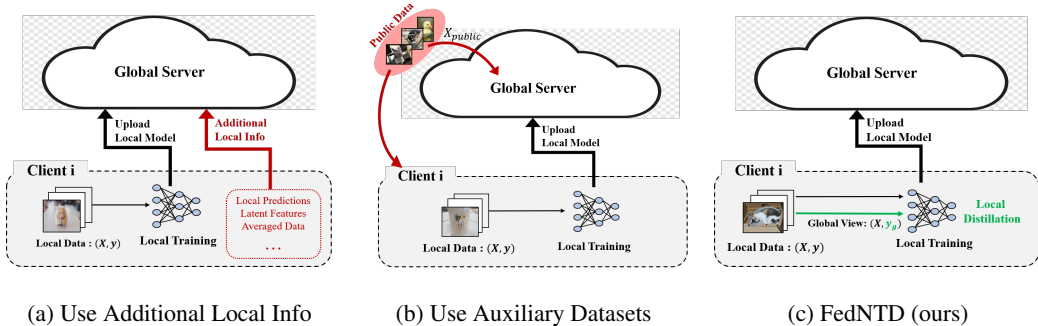 Global Server
Upload
Local Model
Additional
Local Info
Client i
Local Predictions
Latent Features
Averaged Data
...
Local Data : (X, y)
Local Training
(a) Use Additional Local Info
Public Data
X_public
Global Server
Upload
Local Model
Client i
Local Data : (X, y)
Local Training
(b) Use Auxiliary Datasets
Global Server
Upload
Local Model
Client i
Global View: (X, y_g)
Local
Distillation
Local Data : (X, y)
Local Training
(c) FedNTD (ours)